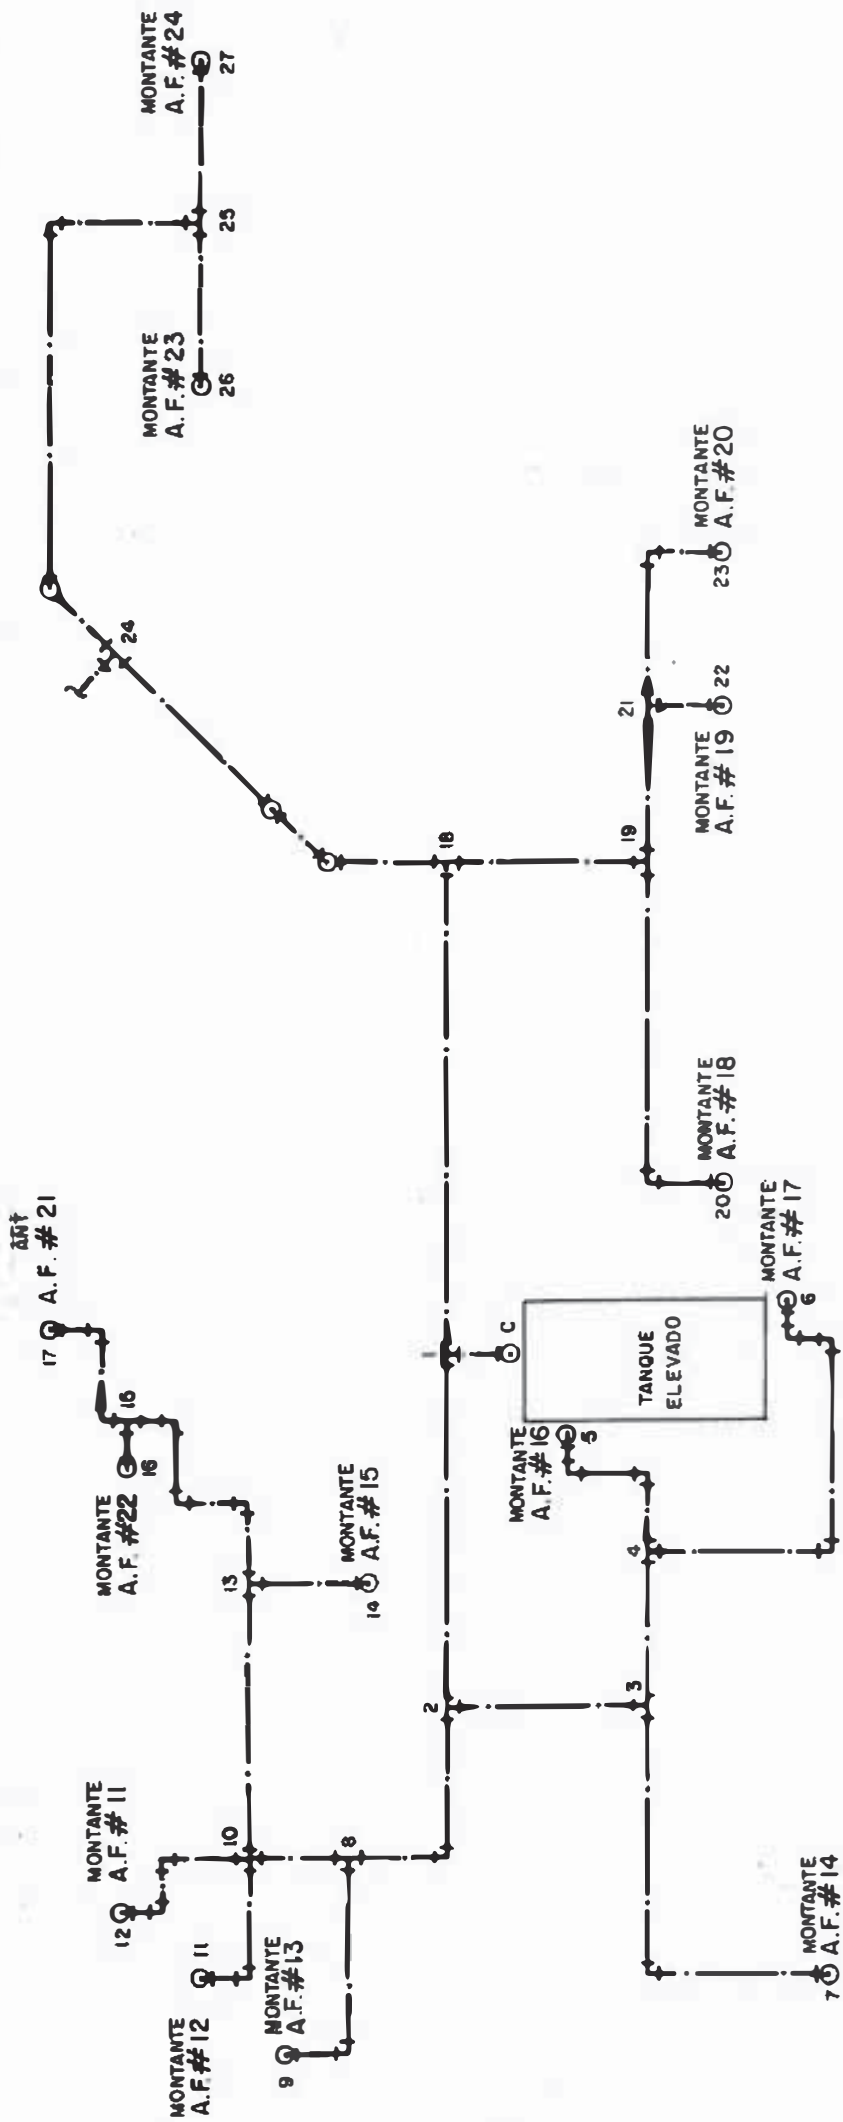 MONTANTE
A.F.#24
27
25
MONTANTE
A.F.#23
26
24
MONTANTE
A.F.#20
23
21
22
MONTANTE
A.F.#19
18
19
MONTANTE
A.F.#18
20
MONTANTE
A.F.#17
6
A.F.#21
17
16
16
MONTANTE
A.F.#22
C
1
TANQUE
ELEVADO
MONTANTE
A.F.#16
5
MONTANTE
A.F.#15
14
13
4
3
2
MONTANTE
A.F.#11
12
10
8
11
MONTANTE
A.F.#12
MONTANTE
A.F.#13
9
MONTANTE
A.F.#14
7